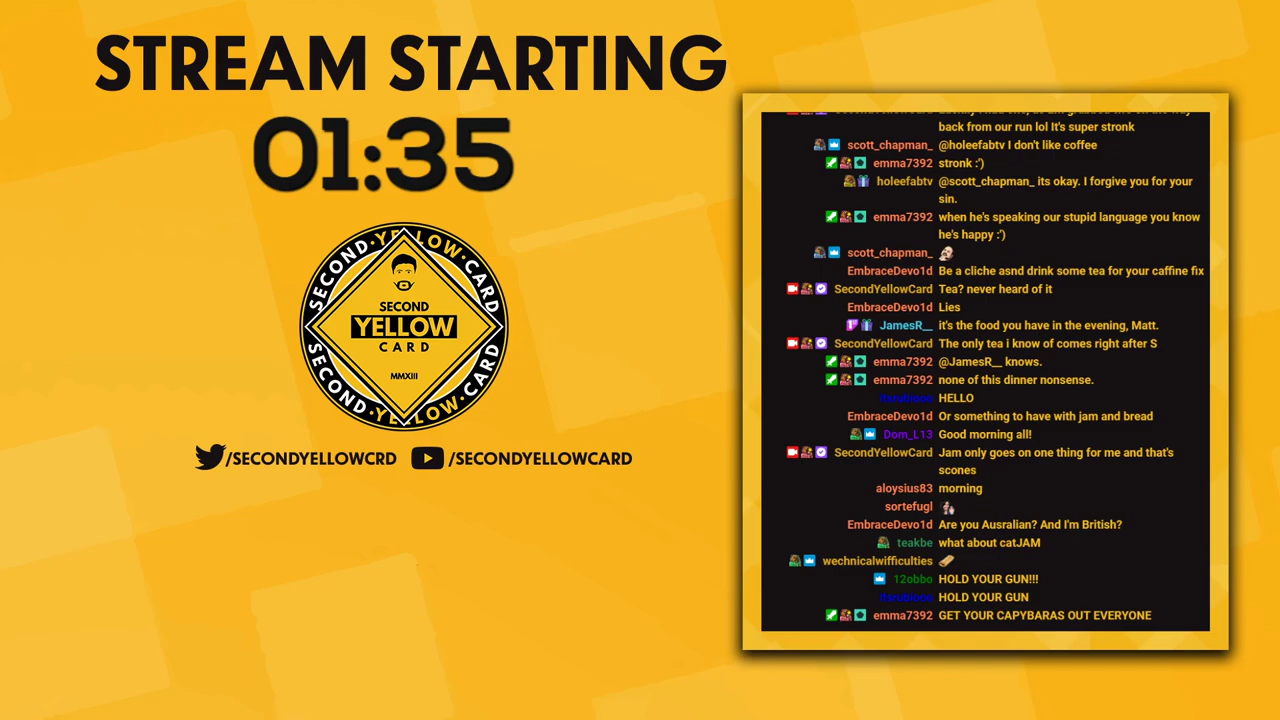 STREAM STARTING
01:35
SECOND·YELLOW·CARD
SECOND
YELLOW
CARD
MMXIII
SECOND·YELLOW·CARD
/SECONDYELLOWCRD /SECONDYELLOWCARD
back from our run lol It's super stronk
scott_chapman_ @holeefabtv I don't like coffee
emma7392 stronk :')
holeefabtv @scott_chapman_ its okay. I forgive you for your
sin.
emma7392 when he's speaking our stupid language you know
he's happy :')
scott_chapman_
EmbraceDevo1d Be a cliche asnd drink some tea for your caffine fix
SecondYellowCard Tea? never heard of it
EmbraceDevo1d Lies
JamesR__ it's the food you have in the evening, Matt.
SecondYellowCard The only tea i know of comes right after S
emma7392 @JamesR__ knows.
emma7392 none of this dinner nonsense.
HELLO
EmbraceDevo1d Or something to have with jam and bread
Dom_L13 Good morning all!
SecondYellowCard Jam only goes on one thing for me and that's
scones
aloysius83 morning
sortefugl
EmbraceDevo1d Are you Ausralian? And I'm British?
teakbe what about catJAM
wechnicalwifficulties
12obbo HOLD YOUR GUN!!!
HOLD YOUR GUN
emma7392 GET YOUR CAPYBARAS OUT EVERYONE